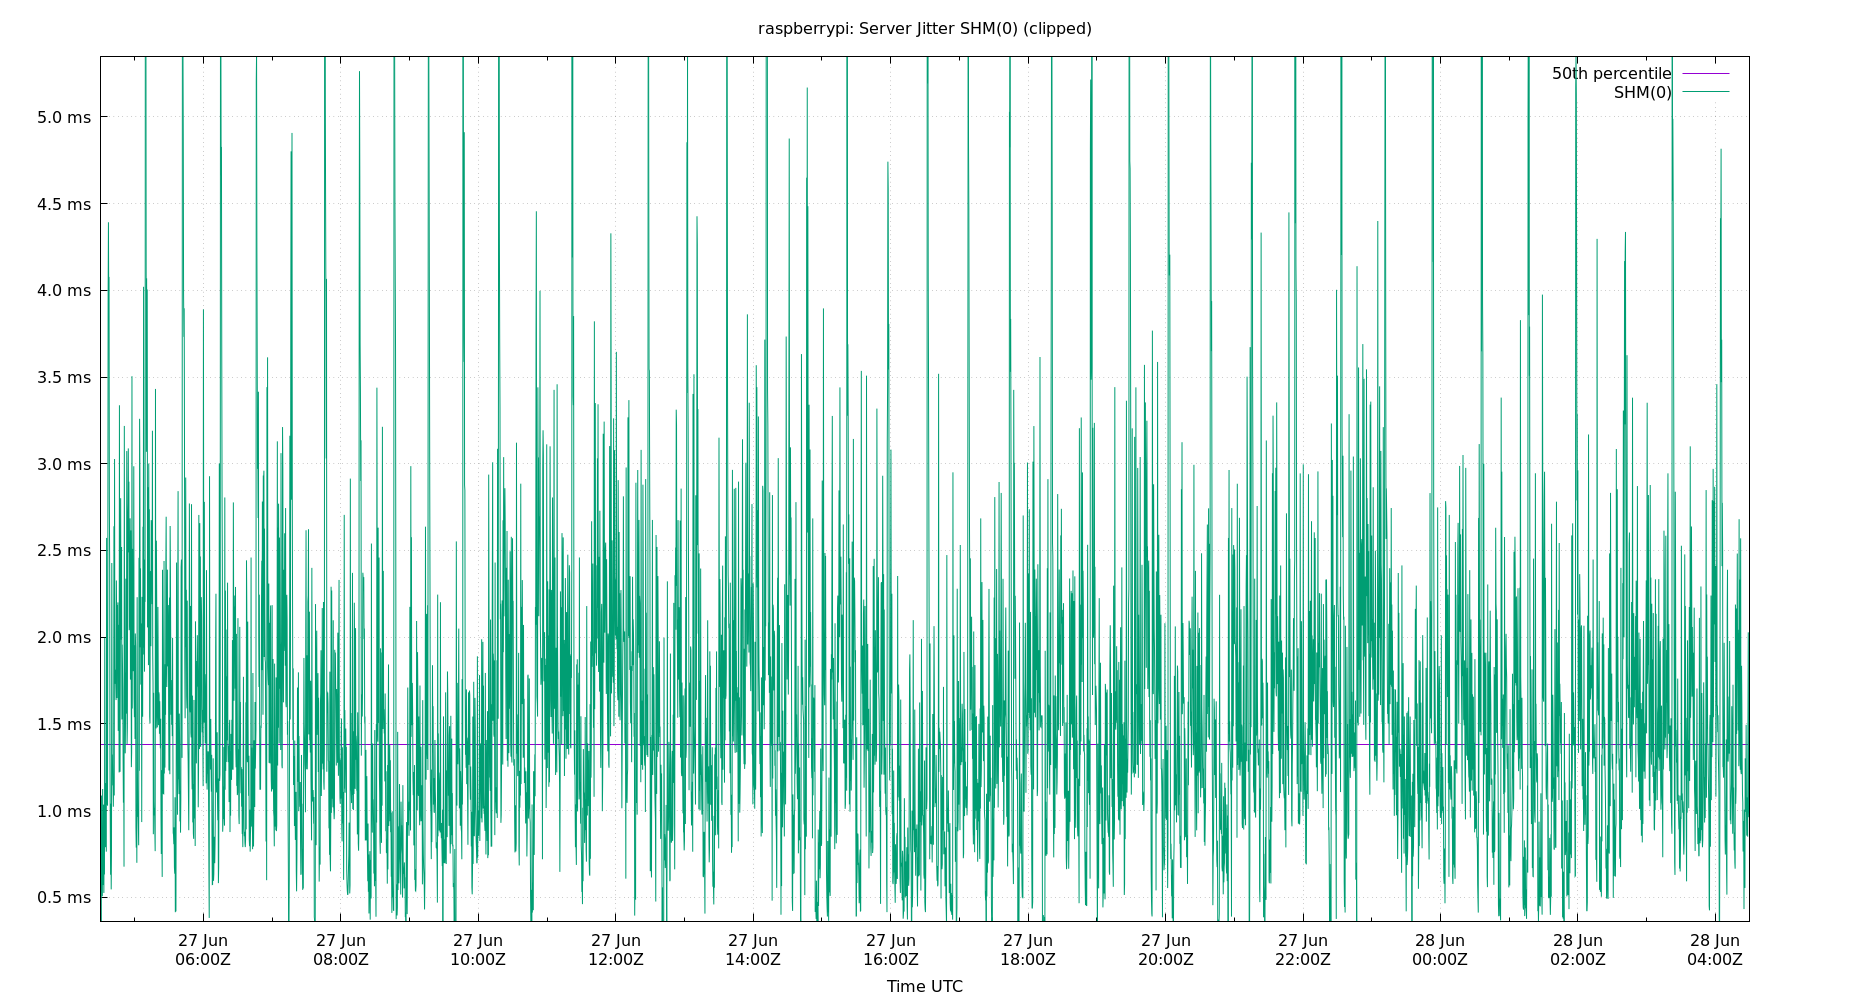 raspberrypi: Server Jitter SHM(0) (clipped)
50th percentile
SHM(0)
5.0 ms
4.5 ms
4.0 ms
3.5 ms
3.0 ms
2.5 ms
2.0 ms
1.5 ms
1.0 ms
0.5 ms
27 Jun 27 Jun 27 Jun 27 Jun 27 Jun 27 Jun 27 Jun 27 Jun 27 Jun 28 Jun 28 Jun 28 Jun
06:00Z 08:00Z 10:00Z 12:00Z 14:00Z 16:00Z 18:00Z 20:00Z 22:00Z 00:00Z 02:00Z 04:00Z
Time UTC